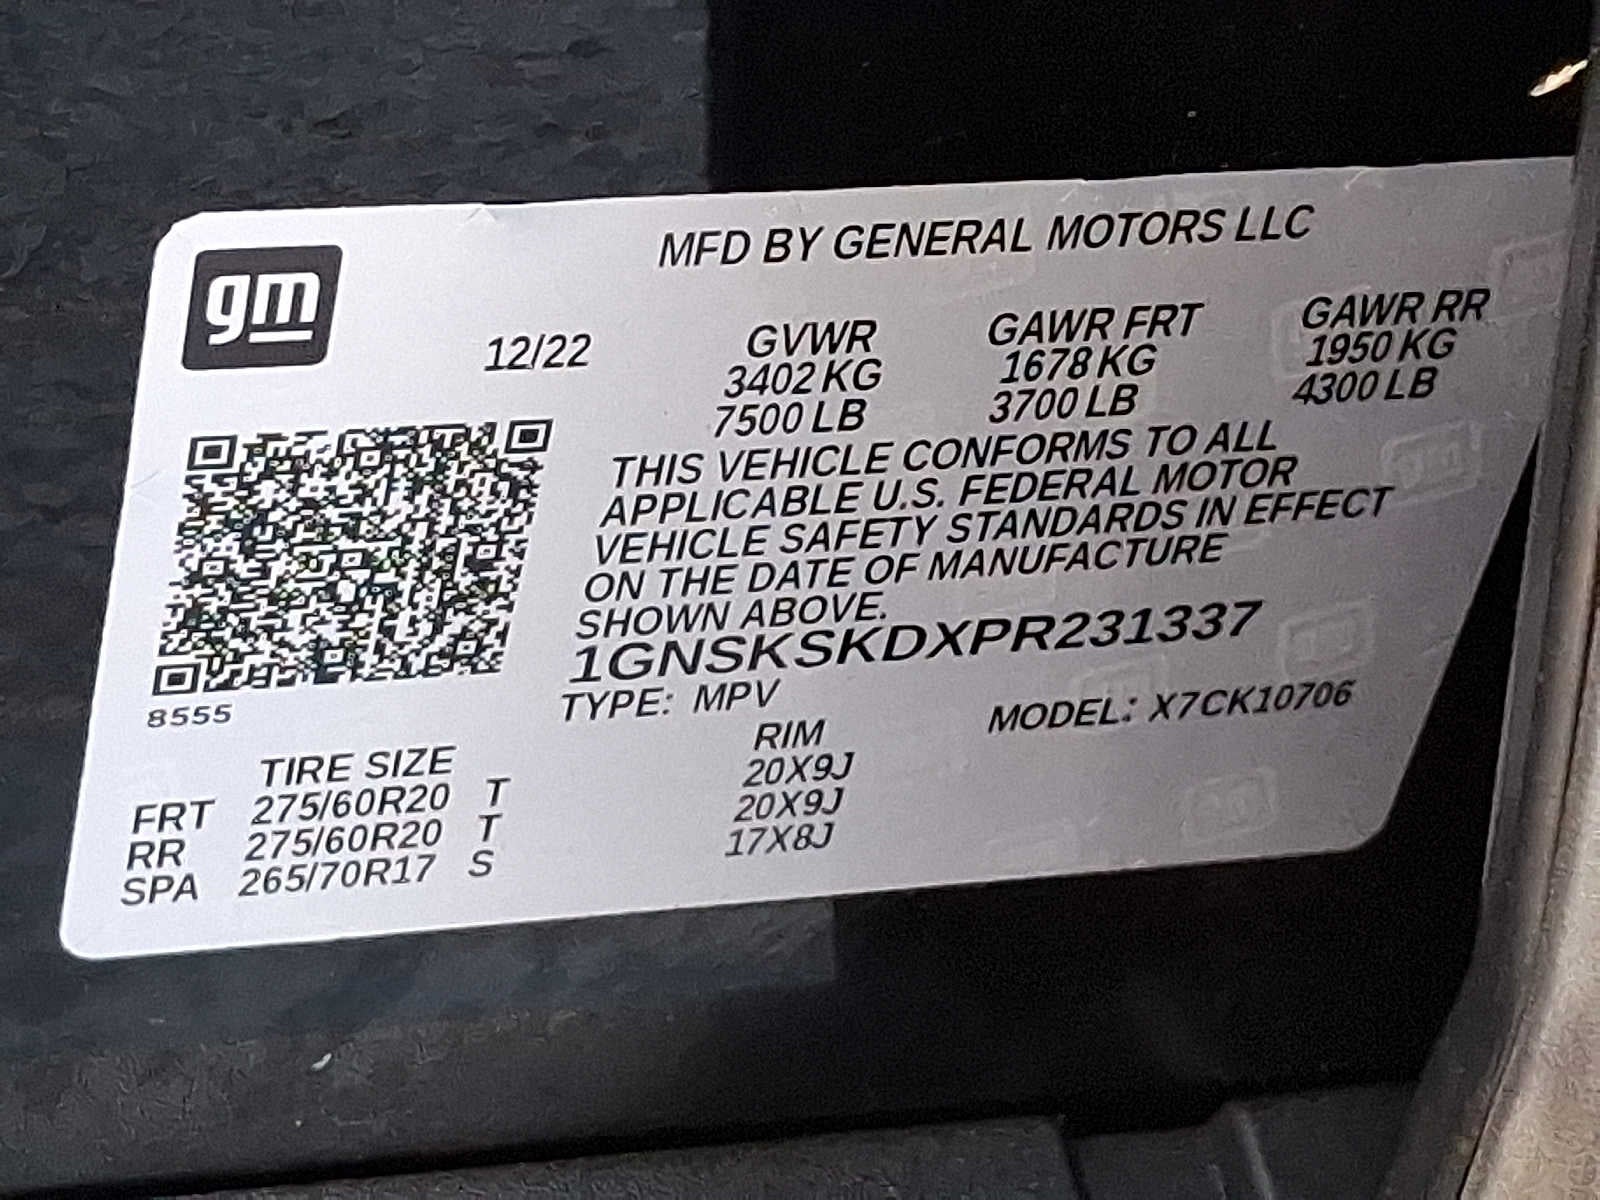 gm
MFD BY GENERAL MOTORS LLC
12/22
GVWR GAWR FRT GAWR RR
3402 KG 1678 KG 1950 KG
7500 LB 3700 LB 4300 LB
THIS VEHICLE CONFORMS TO ALL
APPLICABLE U.S. FEDERAL MOTOR
VEHICLE SAFETY STANDARDS IN EFFECT
ON THE DATE OF MANUFACTURE
SHOWN ABOVE.
1GNSKSKDXPR231337
TYPE: MPV MODEL: X7CK10706
8555
TIRE SIZE RIM
FRT 275/60R20 T 20X9J
RR 275/60R20 T 20X9J
SPA 265/70R17 S 17X8J